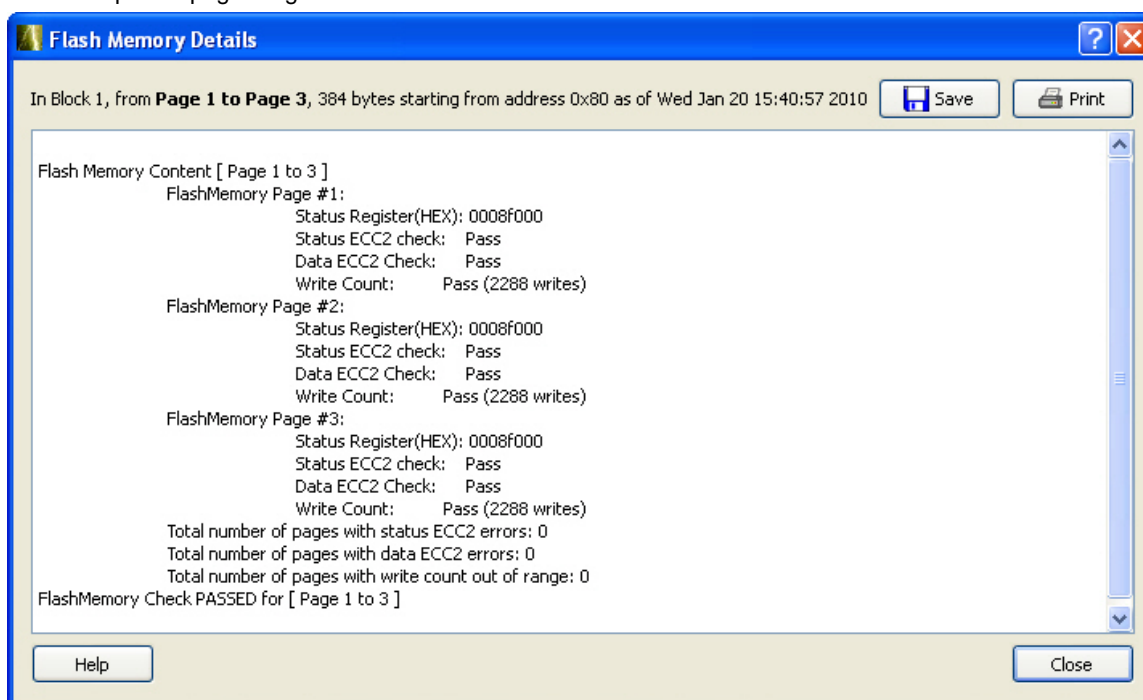 Flash Memory Details
In Block 1, from Page 1 to Page 3, 384 bytes starting from address 0x80 as of Wed Jan 20 15:40:57 2010 Save Print
Flash Memory Content [ Page 1 to 3 ]
FlashMemory Page #1:
Status Register(HEX): 0008f000
Status ECC2 check: Pass
Data ECC2 Check: Pass
Write Count: Pass (2288 writes)
FlashMemory Page #2:
Status Register(HEX): 0008f000
Status ECC2 check: Pass
Data ECC2 Check: Pass
Write Count: Pass (2288 writes)
FlashMemory Page #3:
Status Register(HEX): 0008f000
Status ECC2 check: Pass
Data ECC2 Check: Pass
Write Count: Pass (2288 writes)
Total number of pages with status ECC2 errors: 0
Total number of pages with data ECC2 errors: 0
Total number of pages with write count out of range: 0
FlashMemory Check PASSED for [ Page 1 to 3 ]
Help Close